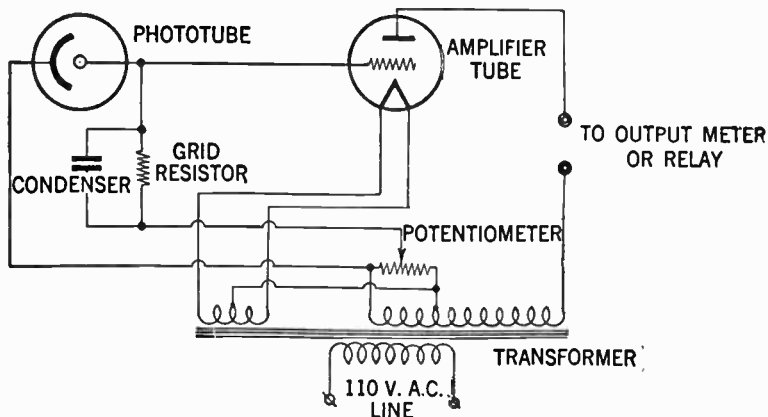 PHOTOTUBE
AMPLIFIER
TUBE
TO OUTPUT METER
OR RELAY
GRID
RESISTOR
CONDENSER
POTENTIOMETER
TRANSFORMER
110 V. A.C.
LINE